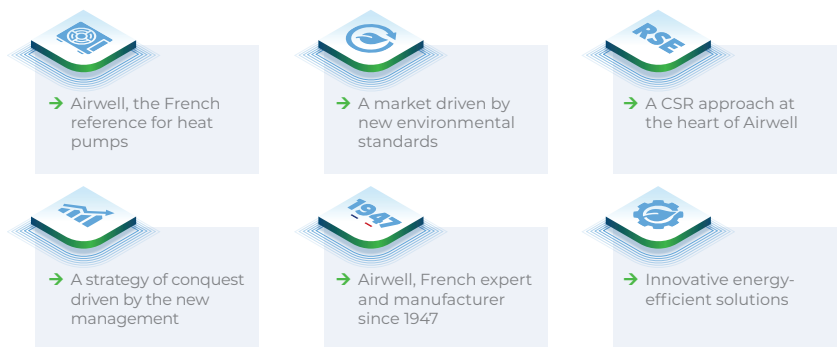 Airwell, the French
reference for heat
pumps
A market driven by
new environmental
standards
RSE
A CSR approach at
the heart of Airwell
A strategy of conquest
driven by the new
management
1947
Airwell, French expert
and manufacturer
since 1947
Innovative energy-
efficient solutions